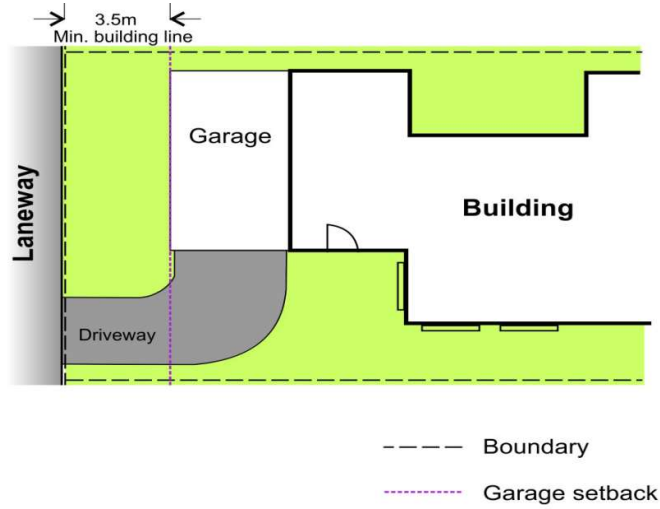 3.5m
Min. building line
Garage
Laneway
Building
Driveway
Boundary
Garage setback